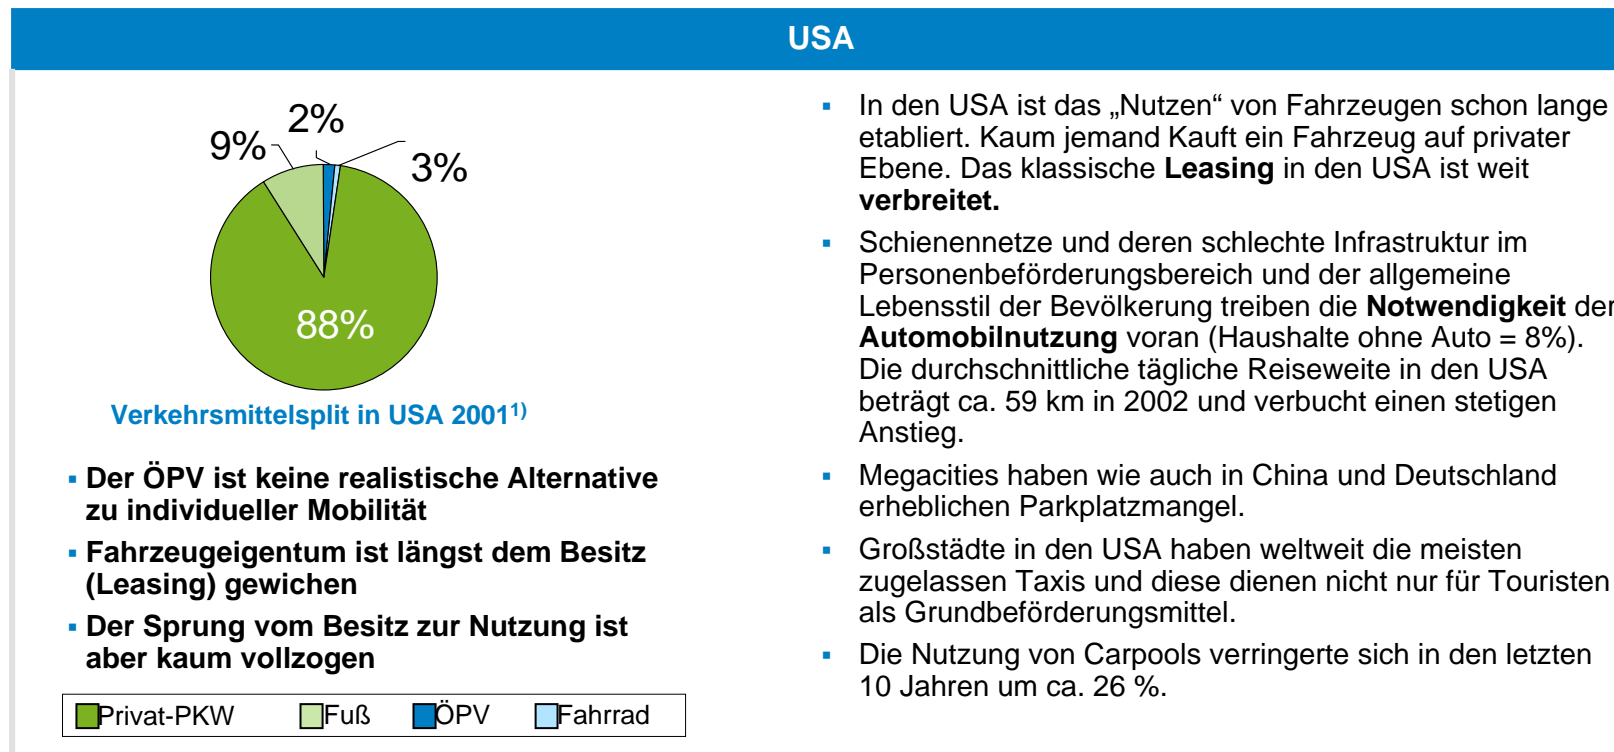 USA
2%
9%
3%
88%
Verkehrsmittelsplit in USA 2001¹⁾
▪ Der ÖPV ist keine realistische Alternative
zu individueller Mobilität
▪ Fahrzeugeigentum ist längst dem Besitz
(Leasing) gewichen
▪ Der Sprung vom Besitz zur Nutzung ist
aber kaum vollzogen
Privat-PKW Fuß ÖPV Fahrrad
▪ In den USA ist das „Nutzen“ von Fahrzeugen schon lange
etabliert. Kaum jemand Kauft ein Fahrzeug auf privater
Ebene. Das klassische Leasing in den USA ist weit
verbreitet.
▪ Schienennetze und deren schlechte Infrastruktur im
Personenbeförderungsbereich und der allgemeine
Lebensstil der Bevölkerung treiben die Notwendigkeit der
Automobilnutzung voran (Haushalte ohne Auto = 8%).
Die durchschnittliche tägliche Reiseweite in den USA
beträgt ca. 59 km in 2002 und verbucht einen stetigen
Anstieg.
▪ Megacities haben wie auch in China und Deutschland
erheblichen Parkplatzmangel.
▪ Großstädte in den USA haben weltweit die meisten
zugelassen Taxis und diese dienen nicht nur für Touristen
als Grundbeförderungsmittel.
▪ Die Nutzung von Carpools verringerte sich in den letzten
10 Jahren um ca. 26 %.